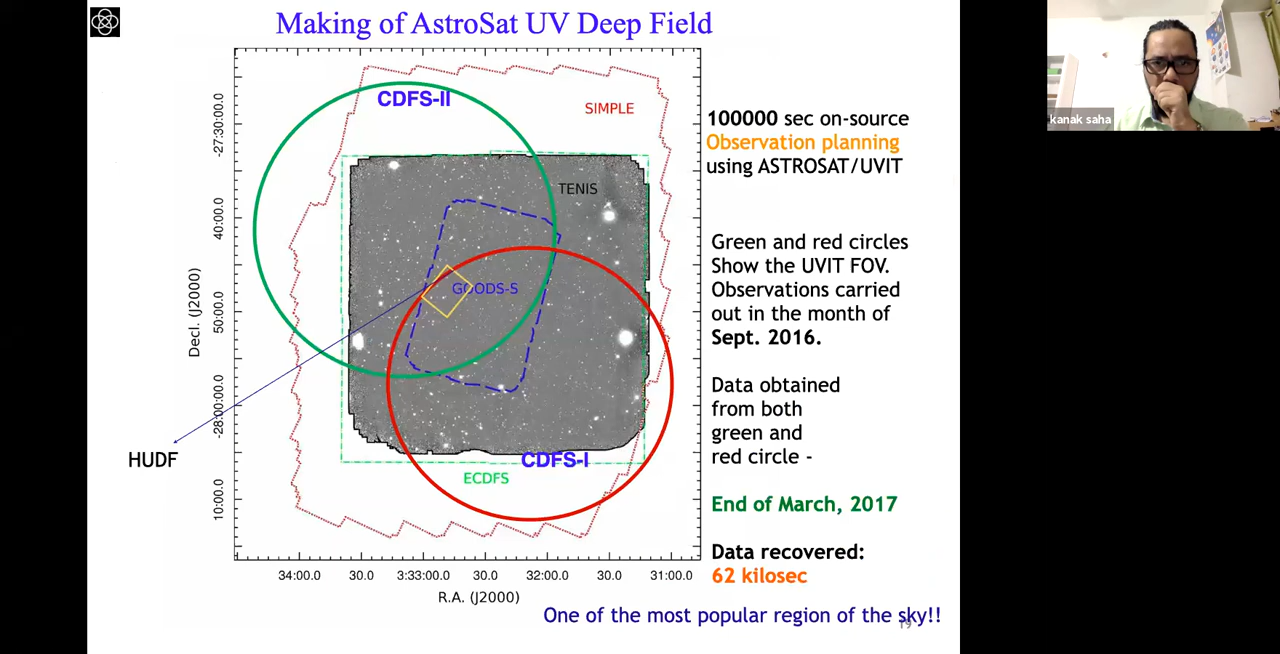 Making of AstroSat UV Deep Field
CDFS-II
SIMPLE
TENIS
GOODS-S
CDFS-I
ECDFS
HUDF
-27:30:00.0
40:00.0
50:00.0
-28:00:00.0
10:00.0
Decl. (J2000)
34:00.0 30.0 3:33:00.0 30.0 32:00.0 30.0 31:00.0
R.A. (J2000)
100000 sec on-source
Observation planning
using ASTROSAT/UVIT
Green and red circles
Show the UVIT FOV.
Observations carried
out in the month of
Sept. 2016.
Data obtained
from both
green and
red circle -
End of March, 2017
Data recovered:
62 kilosec
One of the most popular region of the sky!!
19
kanak saha